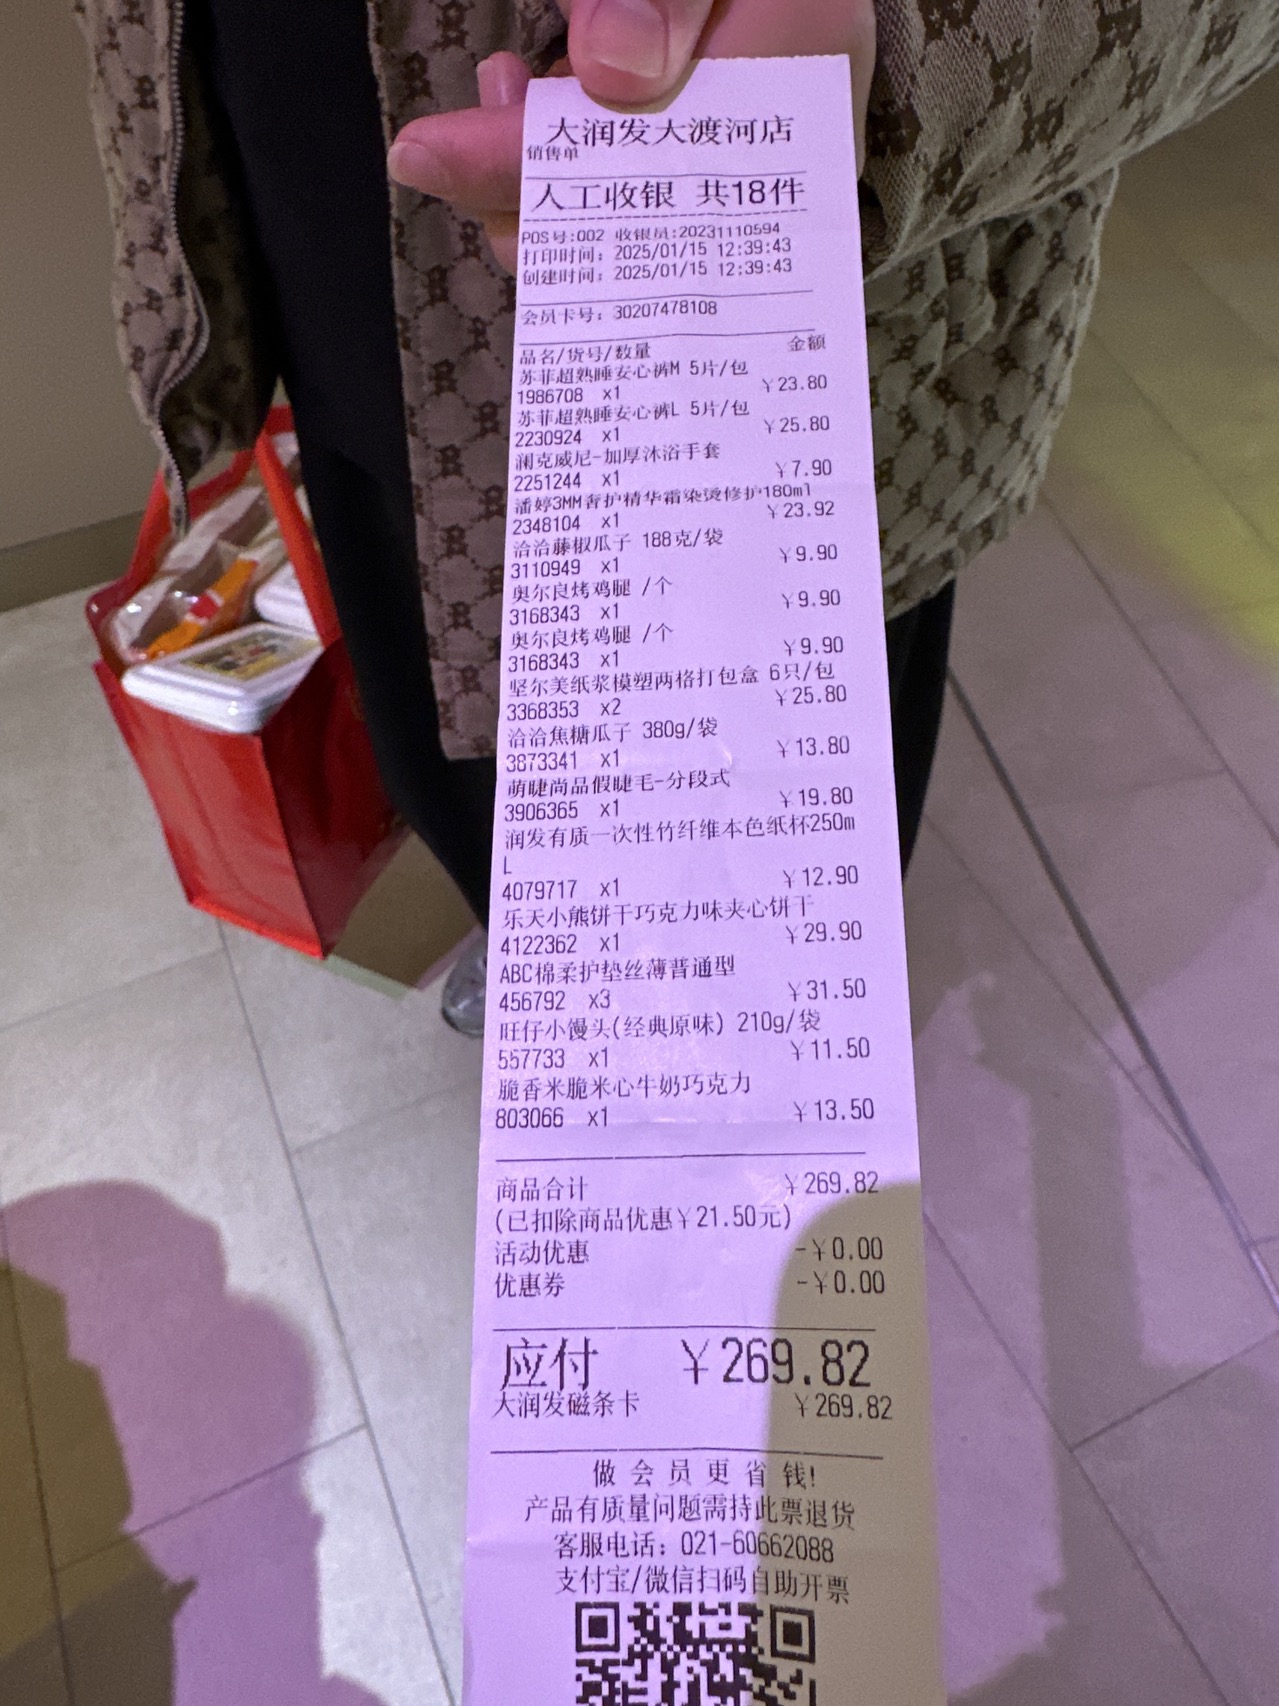 大润发大渡河店
销售单
人工收银 共18件
POS号:002 收银员:20231110594
打印时间：2025/01/15 12:39:43
创建时间：2025/01/15 12:39:43
会员卡号：30207478108
品名/货号/数量 金额
苏菲超熟睡安心裤M 5片/包
1986708 x1 ¥23.80
苏菲超熟睡安心裤L 5片/包
2230924 x1 ¥25.80
澜克威尼-加厚沐浴手套
2251244 x1 ¥7.90
潘婷3MM奢护精华霜染烫修护180ml
2348104 x1 ¥23.92
洽洽藤椒瓜子 188克/袋
3110949 x1 ¥9.90
奥尔良烤鸡腿 /个
3168343 x1 ¥9.90
奥尔良烤鸡腿 /个
3168343 x1 ¥9.90
坚尔美纸浆模塑两格打包盒 6只/包
3368353 x2 ¥25.80
洽洽焦糖瓜子 380g/袋
3873341 x1 ¥13.80
萌睫尚品假睫毛-分段式
3906365 x1 ¥19.80
润发有质一次性竹纤维本色纸杯250m
L
4079717 x1 ¥12.90
乐天小熊饼干巧克力味夹心饼干
4122362 x1 ¥29.90
ABC棉柔护垫丝薄普通型
456792 x3 ¥31.50
旺仔小馒头(经典原味) 210g/袋
557733 x1 ¥11.50
脆香米脆米心牛奶巧克力
803066 x1 ¥13.50
商品合计 ¥269.82
(已扣除商品优惠¥21.50元)
活动优惠 -¥0.00
优惠券 -¥0.00
应付 ¥269.82
大润发磁条卡 ¥269.82
做会员更省钱!
产品有质量问题需持此票退货
客服电话：021-60662088
支付宝/微信扫码自助开票